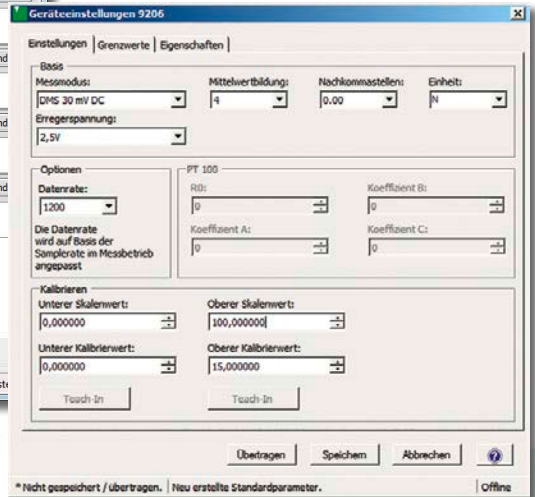 Geräteeinstellungen 9206
Einstellungen Grenzwerte Eigenschaften
Basis
Messmodus: Mittelwertbildung: Nachkommastellen: Einheit:
DMS 30 mV DC 4 0.00 N
Erregerspannung:
2,5V
Optionen
Datenrate:
1200
Die Datenrate
wird auf Basis der
Samplerate im Messbetrieb
angepasst
PT 100
R0: Koeffizient B:
0 0
Koeffizient A: Koeffizient C:
0 0
Kalibrieren
Unterer Skalenwert: Oberer Skalenwert:
0,000000 100,000000
Unterer Kalibrierwert: Oberer Kalibrierwert:
0,000000 15,000000
Teach-In Teach-In
Übertragen Speichern Abbrechen ?
* Nicht gespeichert / übertragen. Neu erstellte Standardparameter. Offline